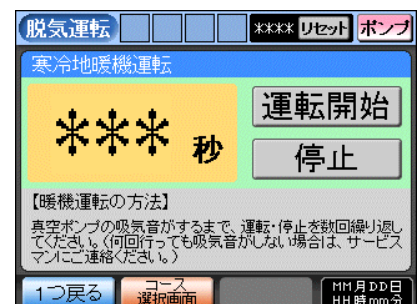 脱気運転 **** リセット ポンプ
寒冷地暖機運転
*** 秒
運転開始
停止
【暖機運転の方法】
真空ポンプの吸気音がするまで、運転・停止を数回繰り返し
てください。(何回行っても吸気音がしない場合は、サービス
マンにご連絡ください。)
1つ戻る
コース
選択画面
MM月DD日
HH時mm分